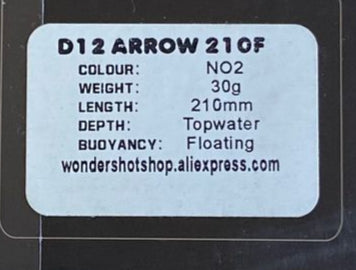 D12 ARROW 210F
COLOUR: NO2
WEIGHT: 30g
LENGTH: 210mm
DEPTH: Topwater
BUOYANCY: Floating
wondershotshop.aliexpress.com